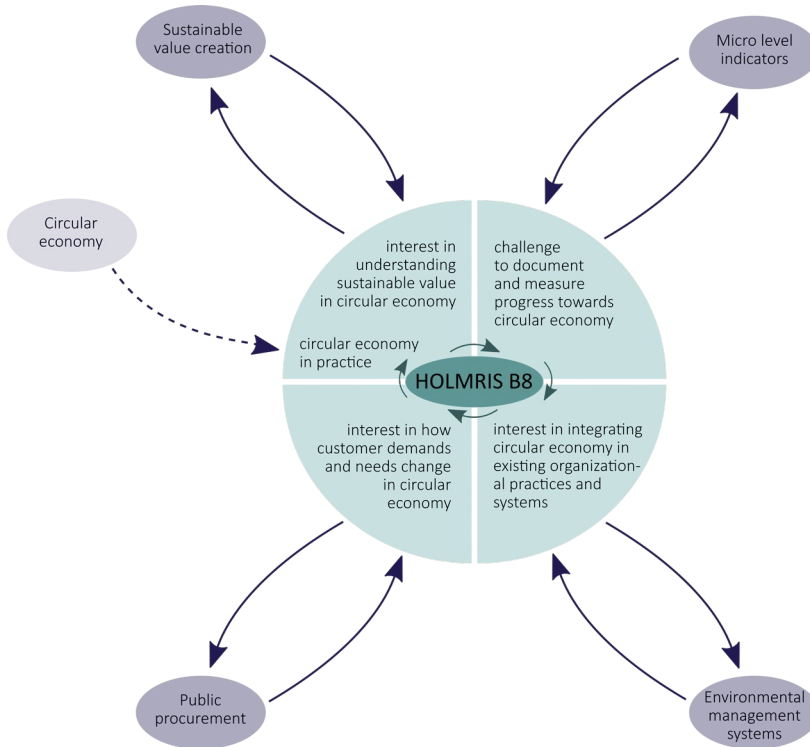 Sustainable
value creation
Micro level
indicators
Circular
economy
interest in
understanding
sustainable value
in circular economy
circular economy
in practice
challenge
to document
and measure
progress towards
circular economy
HOLMRIS B8
interest in how
customer demands
and needs change
in circular
economy
interest in integrating
circular economy in
existing organization-
al practices and
systems
Public
procurement
Environmental
management
systems